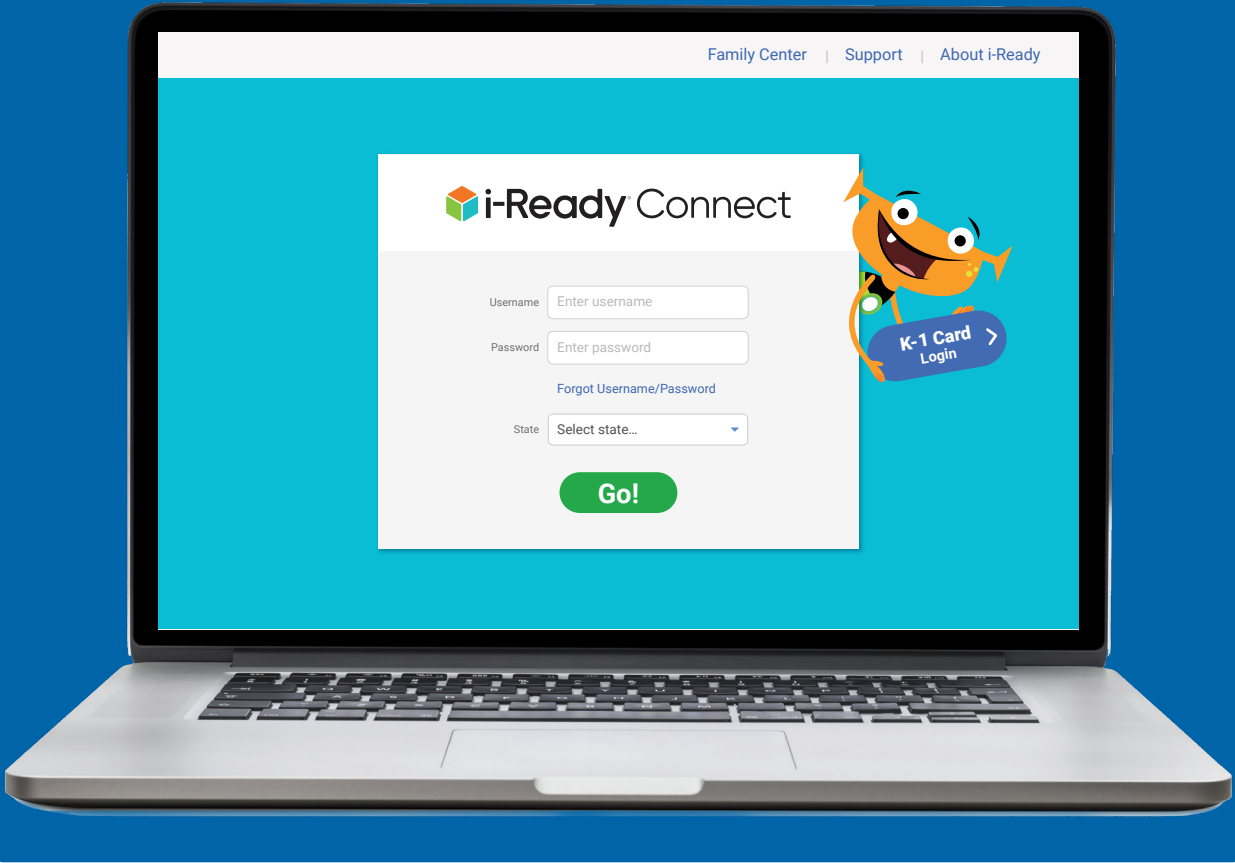 Family Center | Support | About i-Ready
i-Ready Connect
Username Enter username
Password Enter password
Forgot Username/Password
State Select state...
Go!
K-1 Card
Login